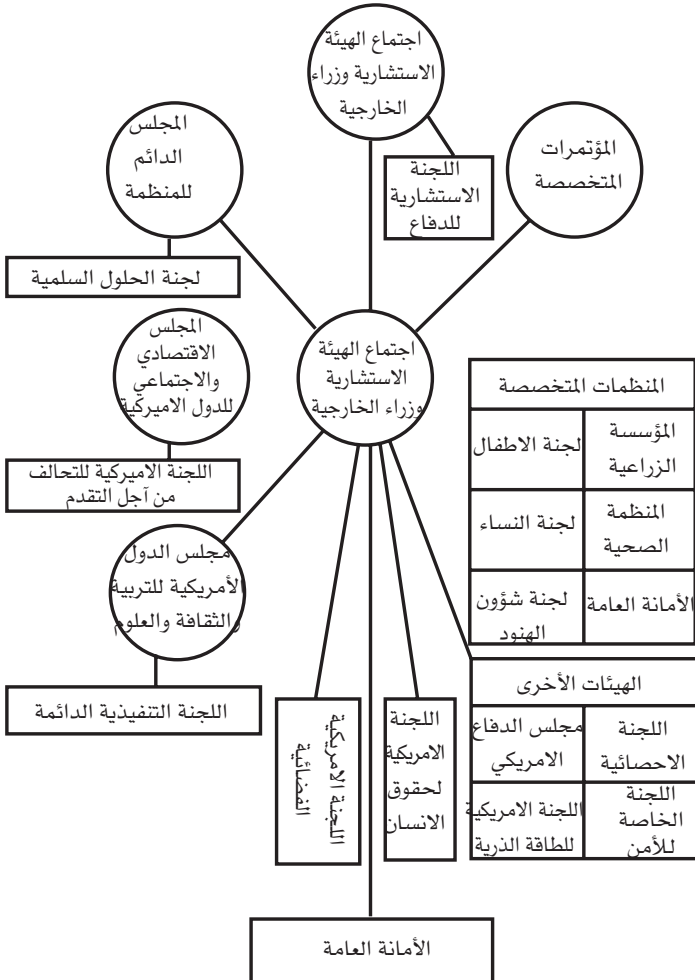 اجتماع الهيئة
الاستشارية وزراء
الخارجية
المؤتمرات
المتخصصة
اللجنة
الاستشارية
للدفاع
المجلس
الدائم
للمنظمة
لجنة الحلول السلمية
اجتماع الهيئة
الاستشارية
وزراء الخارجية
المجلس
الاقتصادي
والاجتماعي
للدول الاميركية
اللجنة الاميركية للتحالف
من آجل التقدم
مجلس الدول
الأمريكية للتربية
والثقافة والعلوم
اللجنة التنفيذية الدائمة
المنظمات المتخصصة
المؤسسة
الزراعية
لجنة الاطفال
المنظمة
الصحية
لجنة النساء
الأمانة العامة
لجنة شؤون
الهنود
الهيئات الأخرى
اللجنة
الاحصائية
مجلس الدفاع
الامريكي
اللجنة
الخاصة
للأمن
اللجنة الامريكية
للطاقة الذرية
اللجنة
الامريكية
لحقوق
الانسان
اللجنة الامريكية
الفضائية
الأمانة العامة